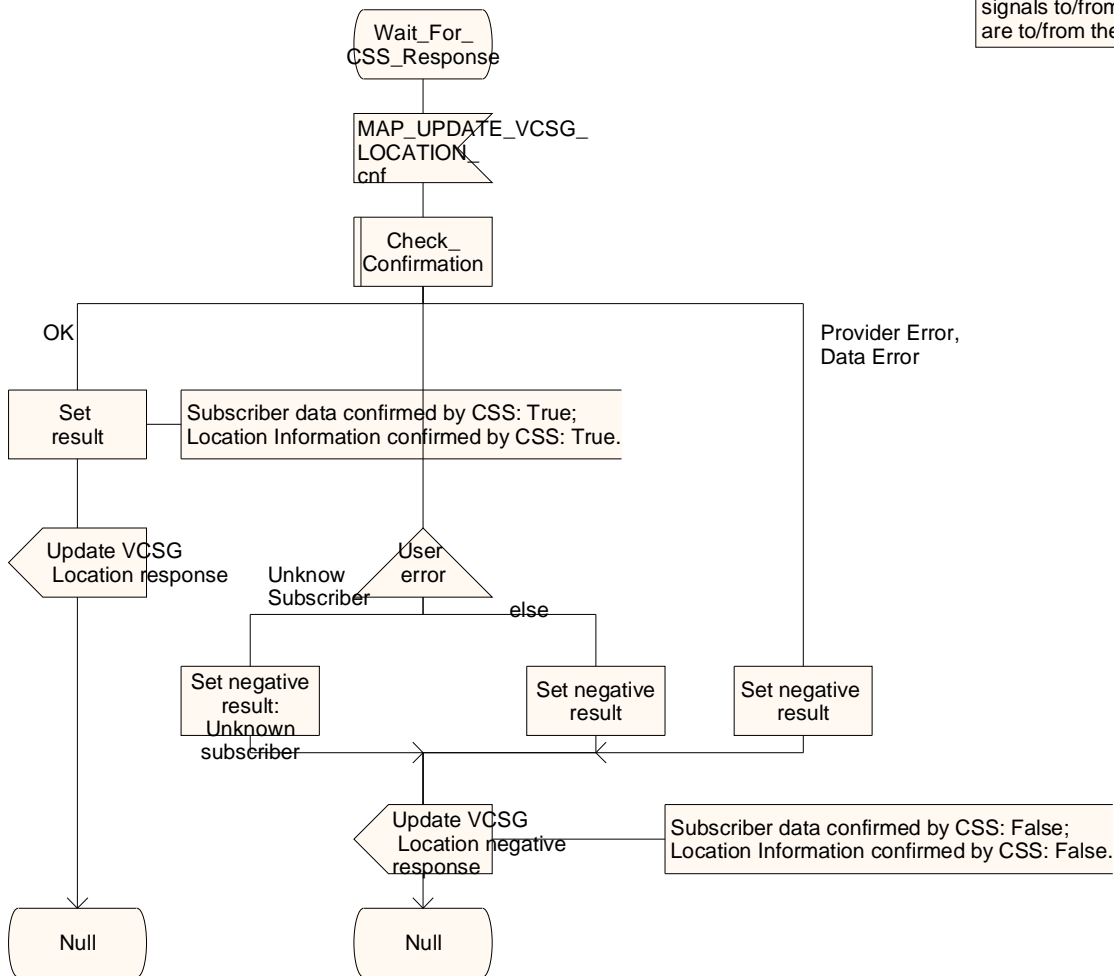 signals to/from
are to/from the
Wait_For_
CSS_Response
MAP_UPDATE_VCSG_
LOCATION_
cnf
Check_
Confirmation
OK
Provider Error,
Data Error
Set
result
Subscriber data confirmed by CSS: True;
Location Information confirmed by CSS: True.
Update VCSG
Location response
User
error
Unknow
Subscriber
else
Set negative
result:
Unknown
subscriber
Set negative
result
Set negative
result
Update VCSG
Location negative
response
Subscriber data confirmed by CSS: False;
Location Information confirmed by CSS: False.
Null
Null